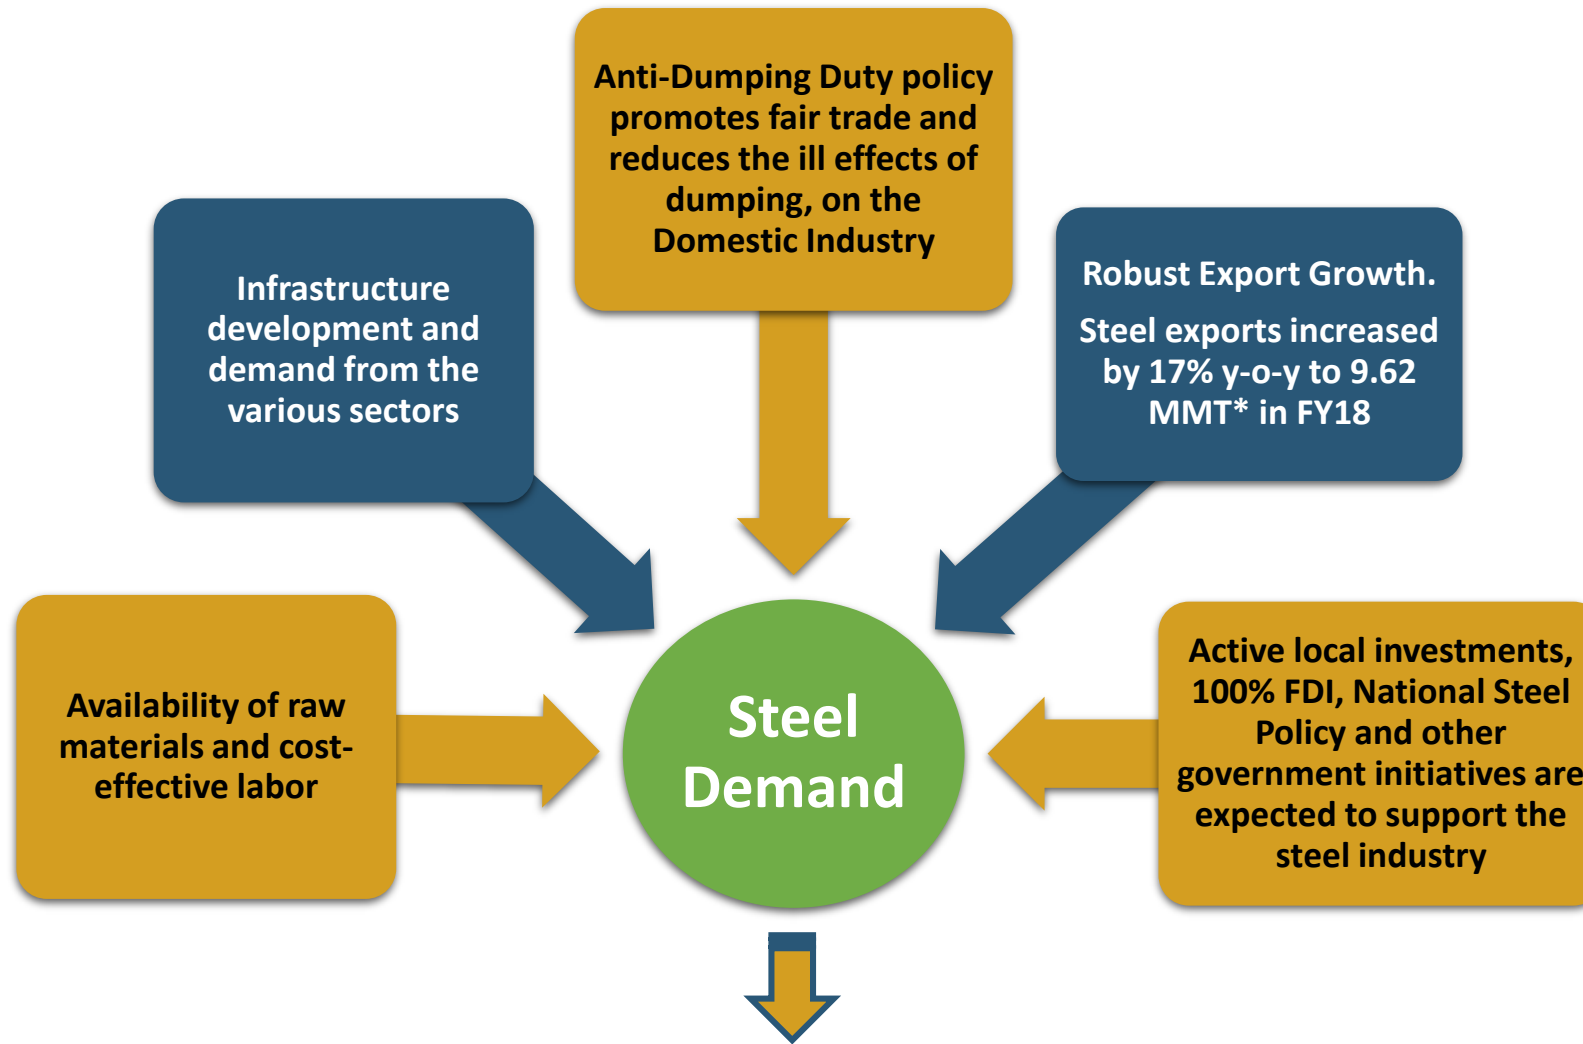 Anti-Dumping Duty policy
promotes fair trade and
reduces the ill effects of
dumping, on the
Domestic Industry
Infrastructure
development and
demand from the
various sectors
Robust Export Growth.
Steel exports increased
by 17% y-o-y to 9.62
MMT* in FY18
Availability of raw
materials and cost-
effective labor
Steel
Demand
Active local investments,
100% FDI, National Steel
Policy and other
government initiatives are
expected to support the
steel industry